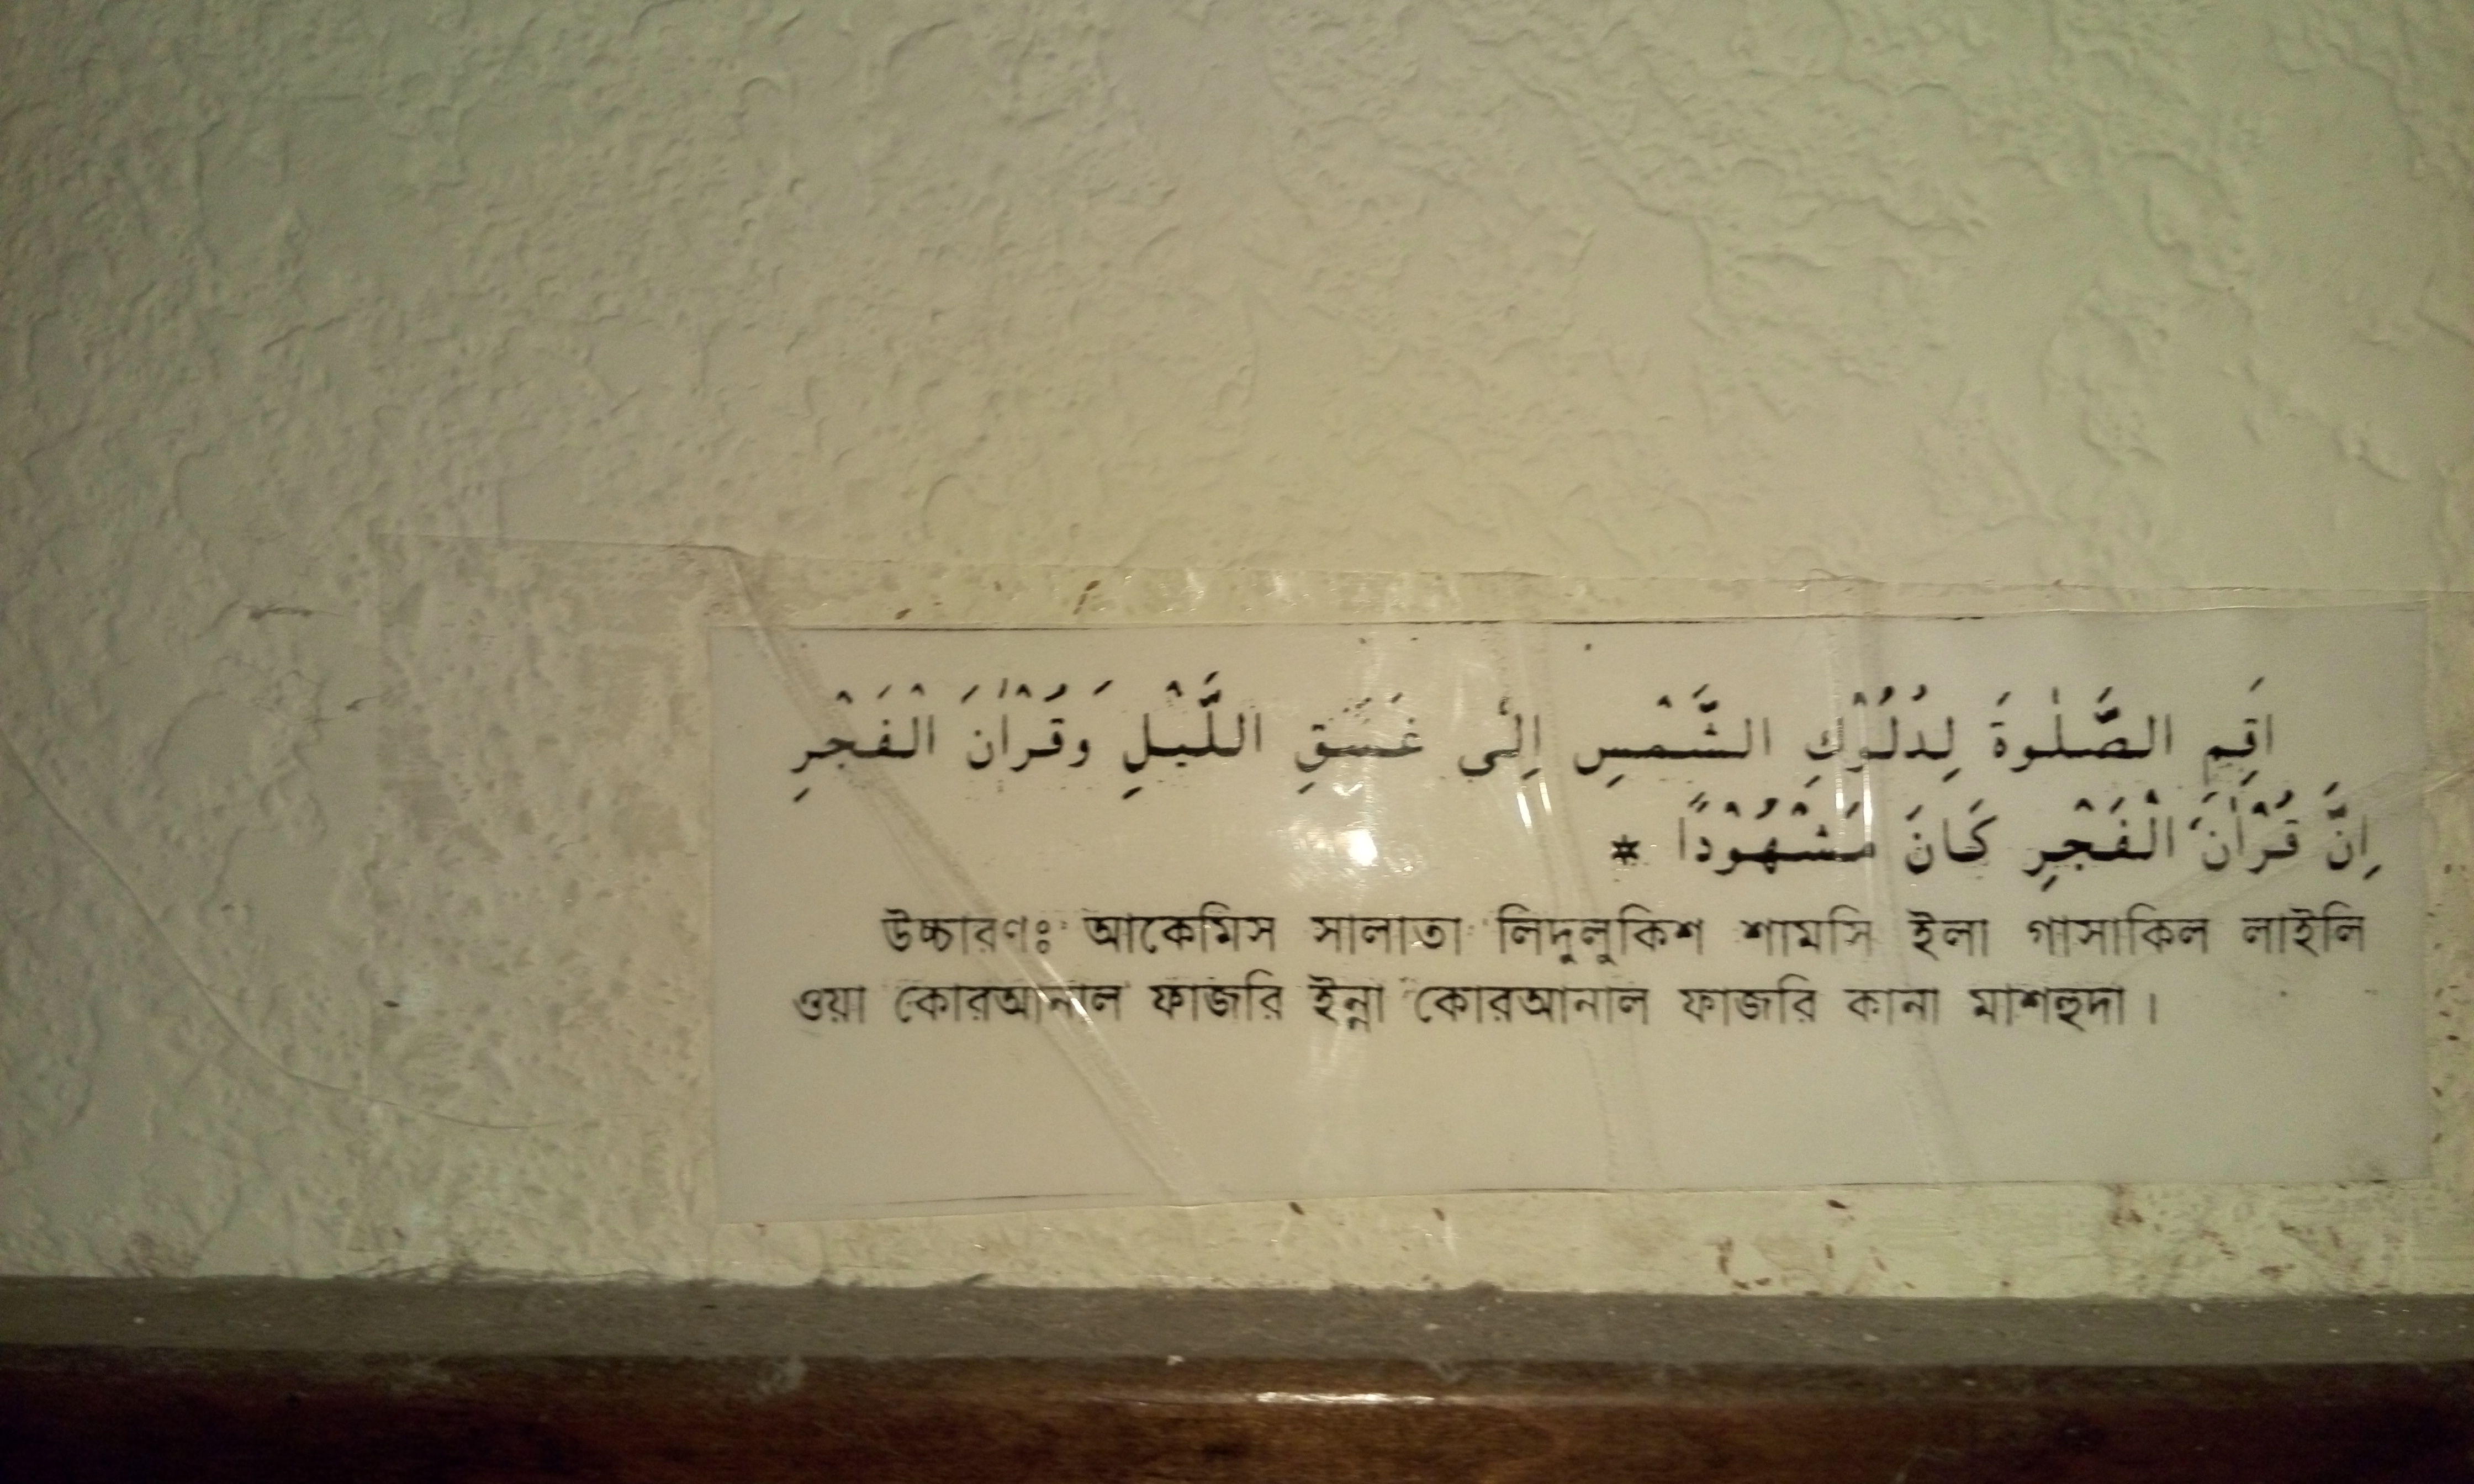 اَقِمِ الصَّلٰوةَ لِدُلُوْكِ الشَّمْسِ اِلٰى غَسَقِ اللَّيْلِ وَقُرْاٰنَ الْفَجْرِ
اِنَّ قُرْاٰنَ الْفَجْرِ كَانَ مَشْهُوْدًا *
উচ্চারণঃ আকেমিস সালাতা লিদুলুকিশ শামসি ইলা গাসাকিল লাইলি
ওয়া কোরআনাল ফাজরি ইন্না কোরআনাল ফাজরি কানা মাশহুদা।